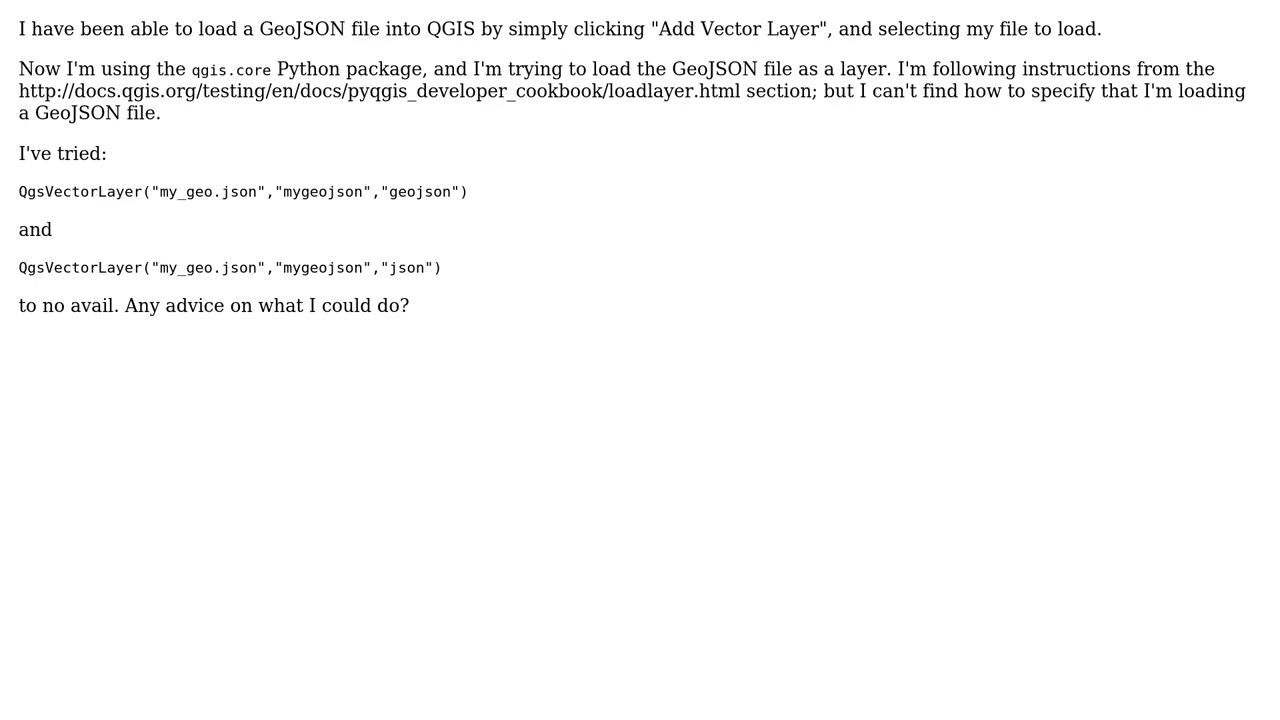 I have been able to load a GeoJSON file into QGIS by simply clicking "Add Vector Layer", and selecting my file to load.
Now I'm using the qgis.core Python package, and I'm trying to load the GeoJSON file as a layer. I'm following instructions from the
http://docs.qgis.org/testing/en/docs/pyqgis_developer_cookbook/loadlayer.html section; but I can't find how to specify that I'm loading
a GeoJSON file.
I've tried:
QgsVectorLayer("my_geo.json","mygeojson","geojson")
and
QgsVectorLayer("my_geo.json","mygeojson","json")
to no avail. Any advice on what I could do?